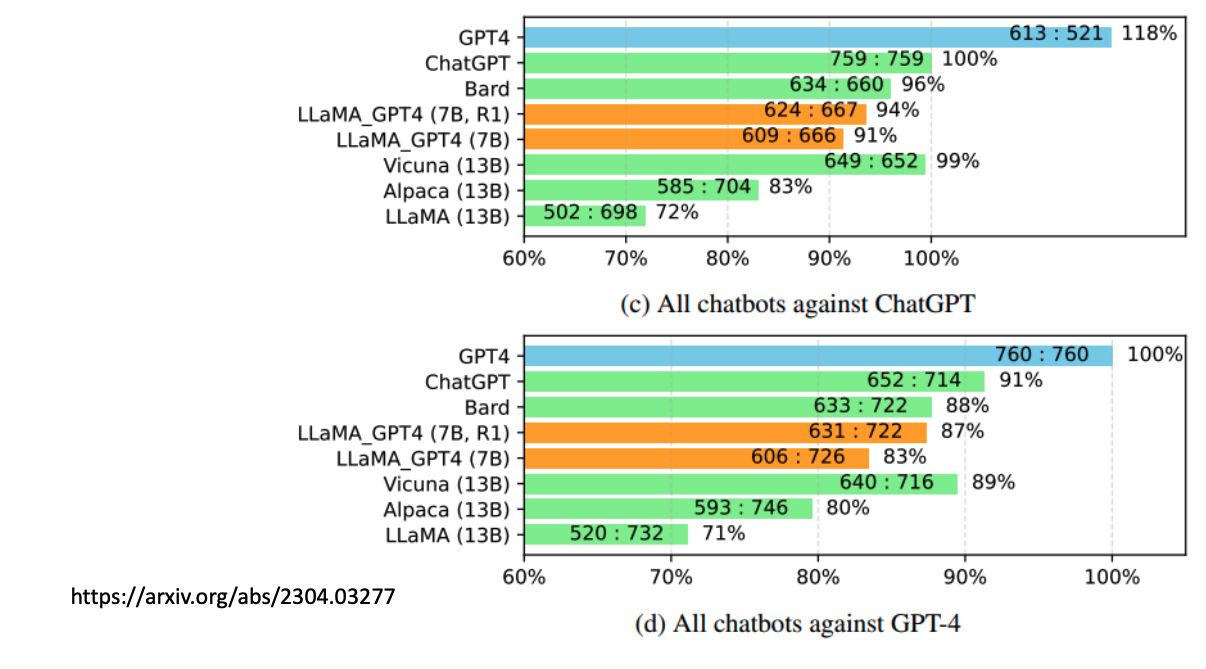 GPT4 613 : 521 118%
ChatGPT 759 : 759 100%
Bard 634 : 660 96%
LLaMA_GPT4 (7B, R1) 624 : 667 94%
LLaMA_GPT4 (7B) 609 : 666 91%
Vicuna (13B) 649 : 652 99%
Alpaca (13B) 585 : 704 83%
LLaMA (13B) 502 : 698 72%
60% 70% 80% 90% 100%
(c) All chatbots against ChatGPT
GPT4 760 : 760 100%
ChatGPT 652 : 714 91%
Bard 633 : 722 88%
LLaMA_GPT4 (7B, R1) 631 : 722 87%
LLaMA_GPT4 (7B) 606 : 726 83%
Vicuna (13B) 640 : 716 89%
Alpaca (13B) 593 : 746 80%
LLaMA (13B) 520 : 732 71%
60% 70% 80% 90% 100%
https://arxiv.org/abs/2304.03277
(d) All chatbots against GPT-4